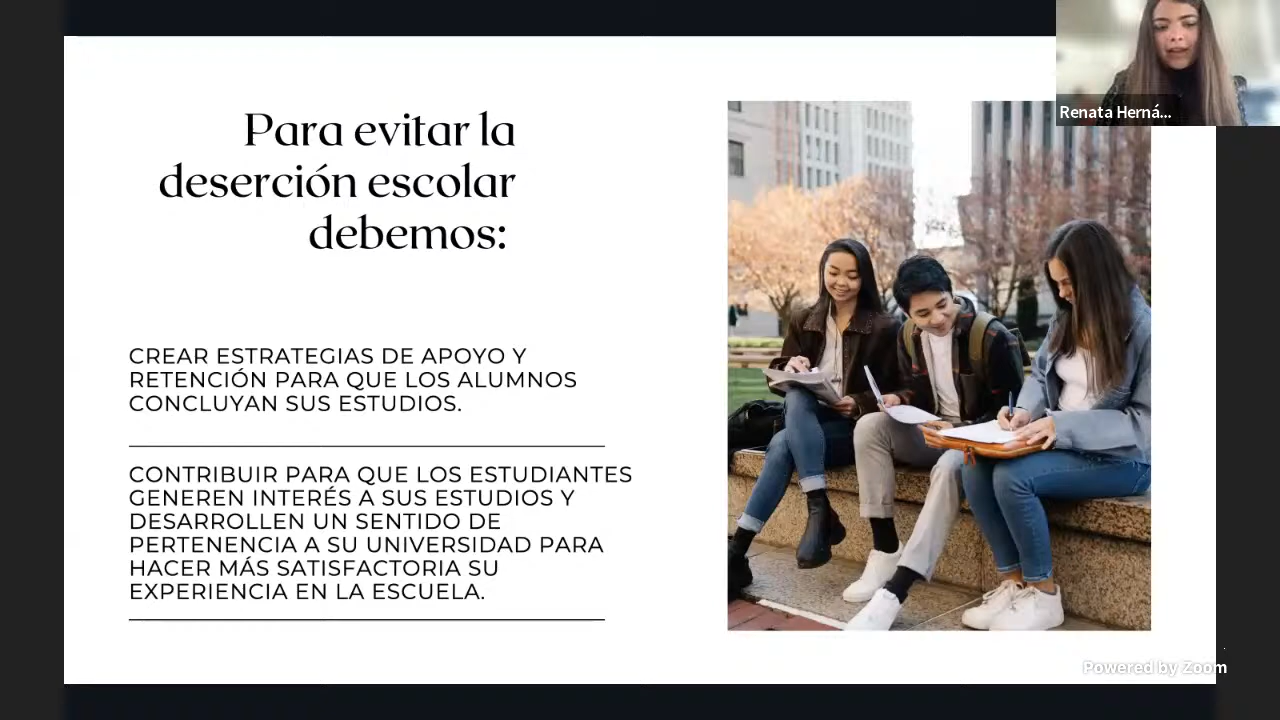 Para evitar la
deserción escolar
debemos:
CREAR ESTRATEGIAS DE APOYO Y
RETENCIÓN PARA QUE LOS ALUMNOS
CONCLUYAN SUS ESTUDIOS.
CONTRIBUIR PARA QUE LOS ESTUDIANTES
GENEREN INTERÉS A SUS ESTUDIOS Y
DESARROLLEN UN SENTIDO DE
PERTENENCIA A SU UNIVERSIDAD PARA
HACER MÁS SATISFACTORIA SU
EXPERIENCIA EN LA ESCUELA.
Renata Herná...
Powered by Zoom